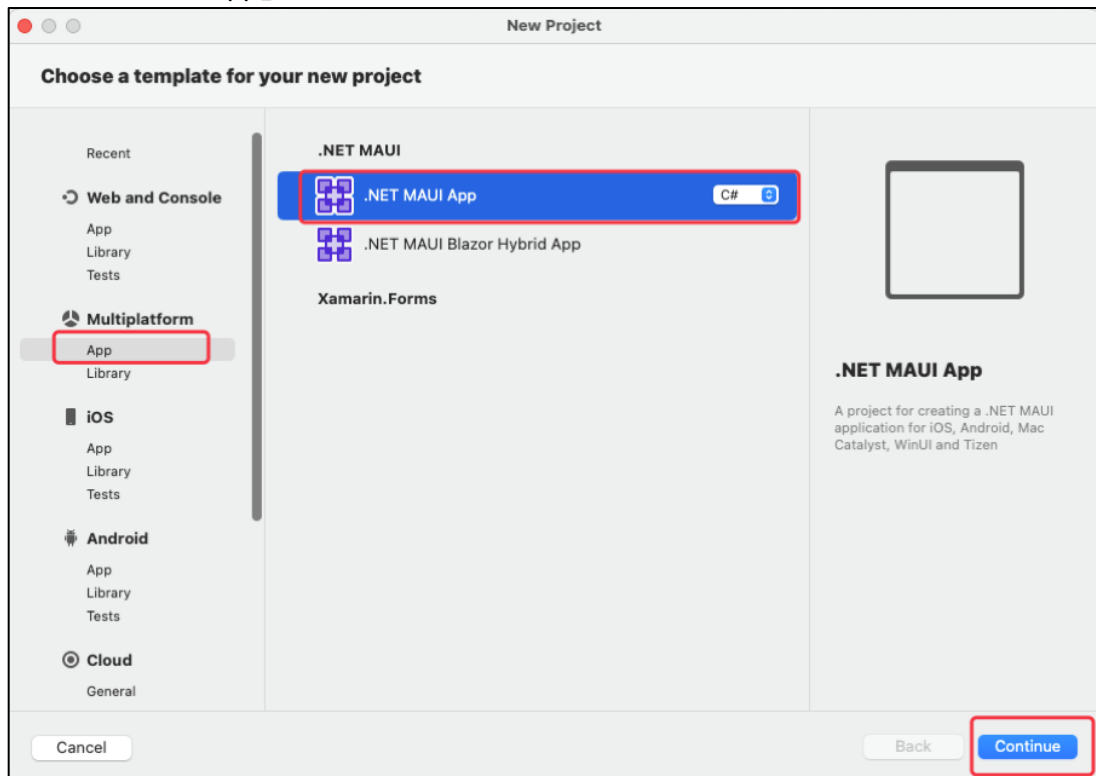 New Project
Choose a template for your new project
Recent
Web and Console
App
Library
Tests
Multiplatform
App
Library
iOS
App
Library
Tests
Android
App
Library
Tests
Cloud
General
.NET MAUI
.NET MAUI App
C#
.NET MAUI Blazor Hybrid App
Xamarin.Forms
.NET MAUI App
A project for creating a .NET MAUI
application for iOS, Android, Mac
Catalyst, WinUI and Tizen
Cancel
Back
Continue